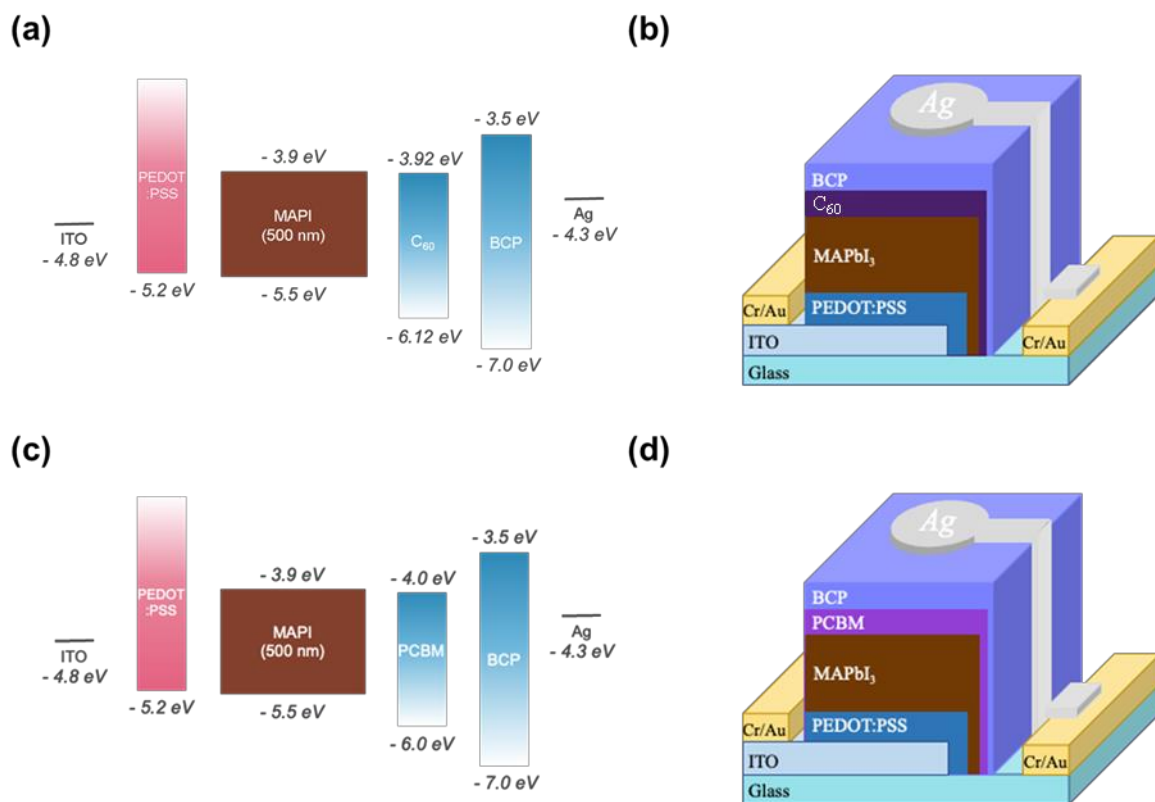 (a)
PEDOT
:PSS
- 5.2 eV
ITO
- 4.8 eV
- 3.9 eV
MAPI
(500 nm)
- 5.5 eV
- 3.92 eV
C60
- 6.12 eV
- 3.5 eV
BCP
- 7.0 eV
Ag
- 4.3 eV
(b)
Ag
BCP
C60
MAPbI3
PEDOT:PSS
Cr/Au
ITO
Cr/Au
Glass
(c)
PEDOT
:PSS
- 5.2 eV
ITO
- 4.8 eV
- 3.9 eV
MAPI
(500 nm)
- 5.5 eV
- 4.0 eV
PCBM
- 6.0 eV
- 3.5 eV
BCP
- 7.0 eV
Ag
- 4.3 eV
(d)
Ag
BCP
PCBM
MAPbI3
PEDOT:PSS
Cr/Au
ITO
Cr/Au
Glass